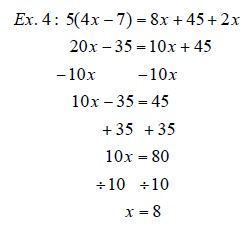 Ex. 4: 5(4x − 7) = 8x + 45 + 2x
20x − 35 = 10x + 45
−10x −10x
10x − 35 = 45
+ 35 + 35
10x = 80
÷10 ÷10
x = 8